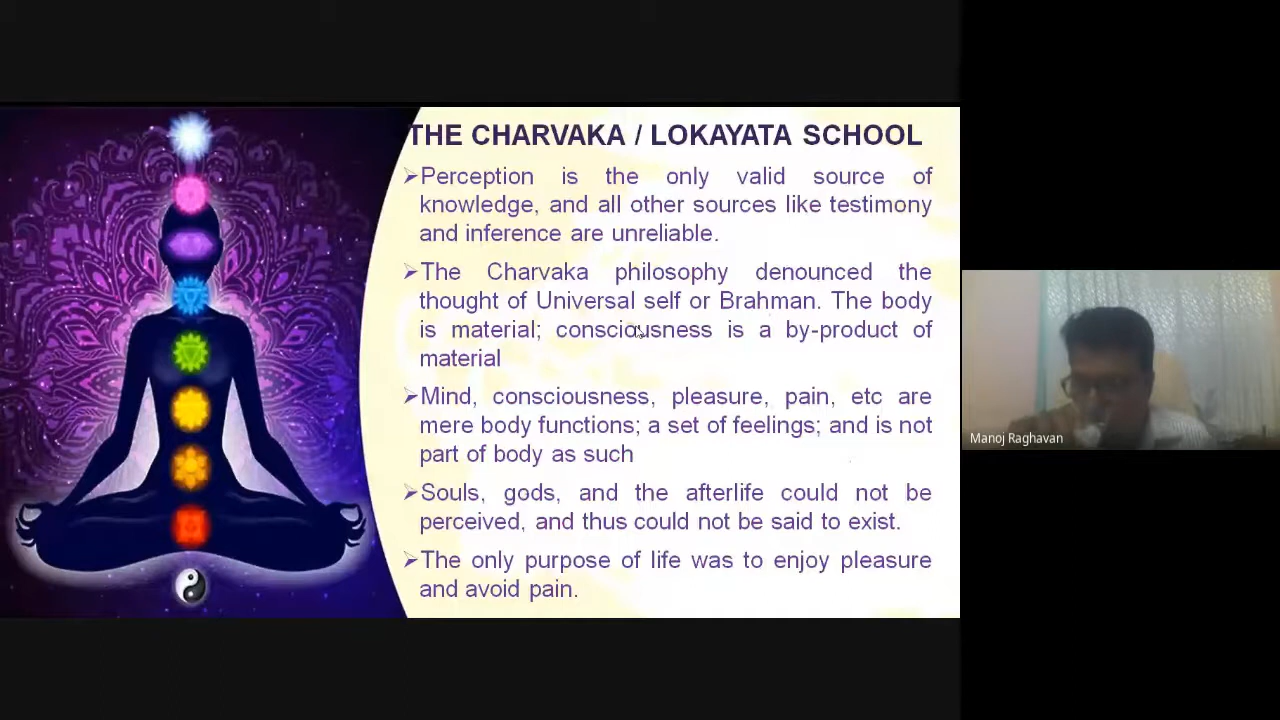 THE CHARVAKA / LOKAYATA SCHOOL
➢Perception is the only valid source of
knowledge, and all other sources like testimony
and inference are unreliable.
➢The Charvaka philosophy denounced the
thought of Universal self or Brahman. The body
is material; consciousness is a by-product of
material
➢Mind, consciousness, pleasure, pain, etc are
mere body functions; a set of feelings; and is not
part of body as such
➢Souls, gods, and the afterlife could not be
perceived, and thus could not be said to exist.
➢The only purpose of life was to enjoy pleasure
and avoid pain.
Manoj Raghavan